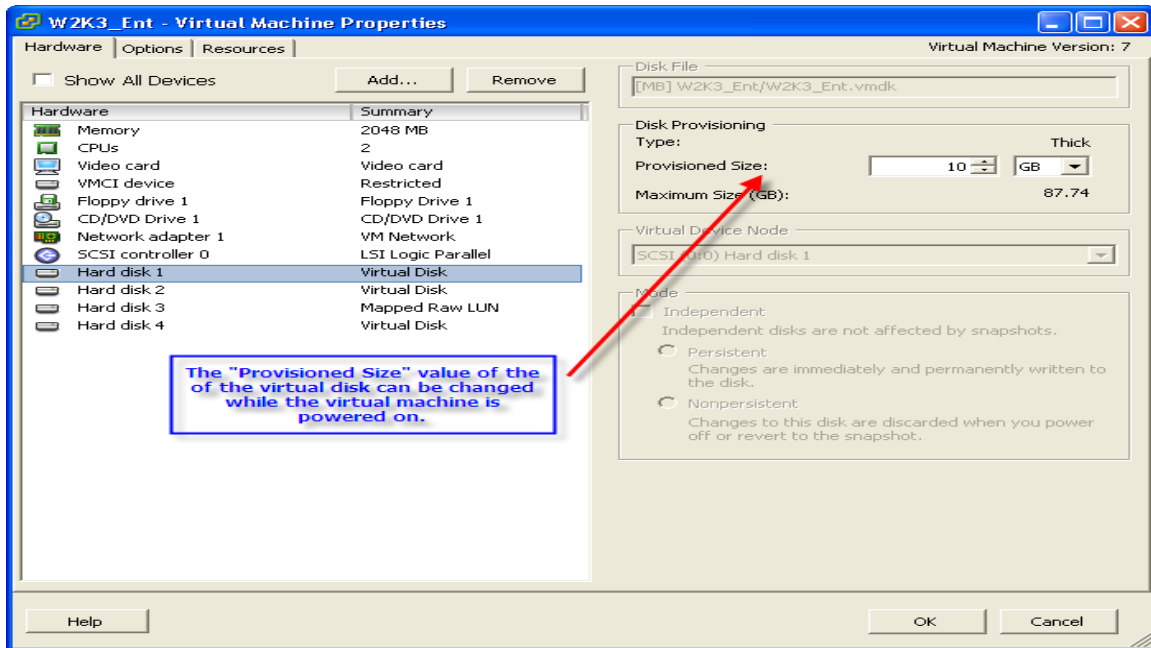 W2K3_Ent - Virtual Machine Properties
Hardware Options Resources Virtual Machine Version: 7
Show All Devices Add... Remove
Hardware Summary
Memory 2048 MB
CPUs 2
Video card Video card
VMCI device Restricted
Floppy drive 1 Floppy Drive 1
CD/DVD Drive 1 CD/DVD Drive 1
Network adapter 1 VM Network
SCSI controller 0 LSI Logic Parallel
Hard disk 1 Virtual Disk
Hard disk 2 Virtual Disk
Hard disk 3 Mapped Raw LUN
Hard disk 4 Virtual Disk
The "Provisioned Size" value of the
of the virtual disk can be changed
while the virtual machine is
powered on.
Disk File
[MB] W2K3_Ent/W2K3_Ent.vmdk
Disk Provisioning
Type: Thick
Provisioned Size: 10 GB
Maximum Size (GB): 87.74
Virtual Device Node
SCSI (0:0) Hard disk 1
Mode
Independent
Independent disks are not affected by snapshots.
Persistent
Changes are immediately and permanently written to
the disk.
Nonpersistent
Changes to this disk are discarded when you power
off or revert to the snapshot.
Help OK Cancel